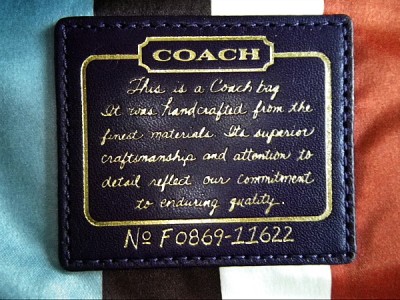 COACH
This is a Coach bag
It was handcrafted from the
finest materials. Its superior
craftsmanship and attention to
detail reflect our commitment
to enduring quality.
No F0869-11622